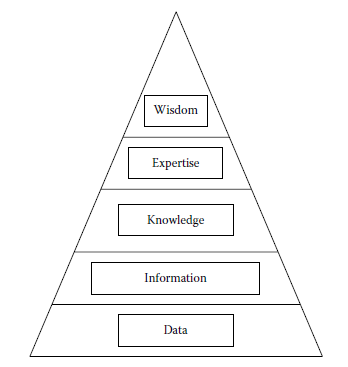 Wisdom
Expertise
Knowledge
Information
Data